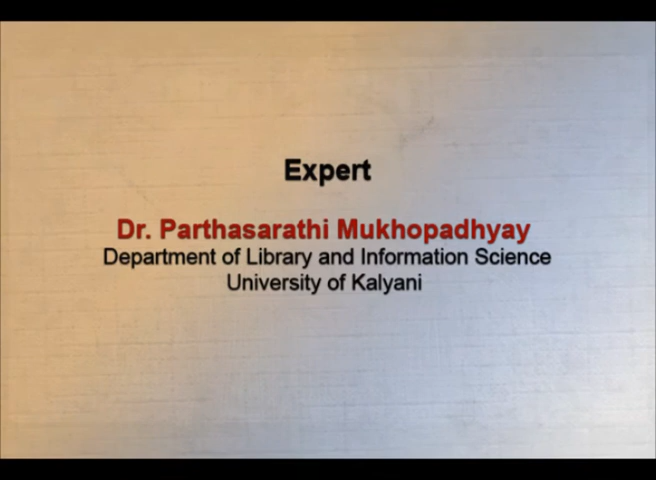 Expert
Dr. Parthasarathi Mukhopadhyay
Department of Library and Information Science
University of Kalyani